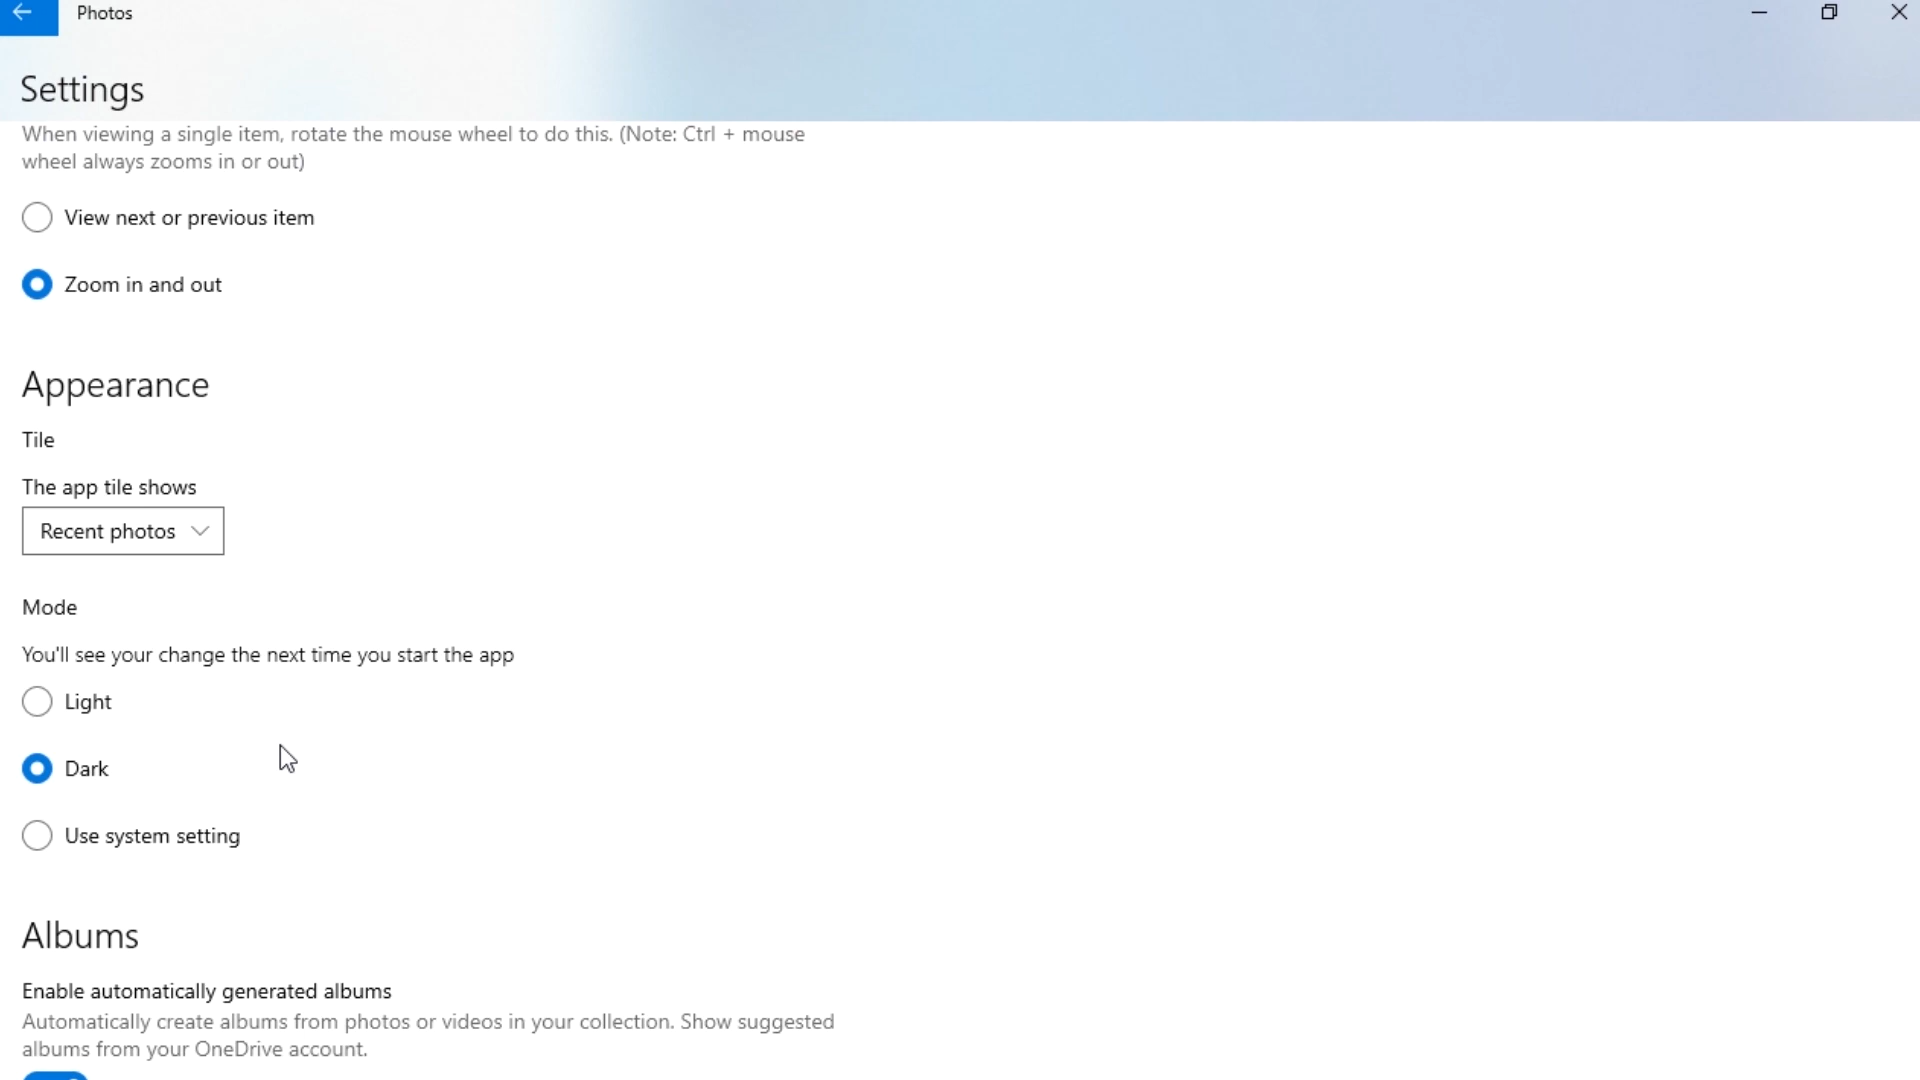 Photos
Settings
When viewing a single item, rotate the mouse wheel to do this. (Note: Ctrl + mouse
wheel always zooms in or out)
View next or previous item
Zoom in and out
Appearance
Tile
The app tile shows
Recent photos
Mode
You'll see your change the next time you start the app
Light
Dark
Use system setting
Albums
Enable automatically generated albums
Automatically create albums from photos or videos in your collection. Show suggested
albums from your OneDrive account.